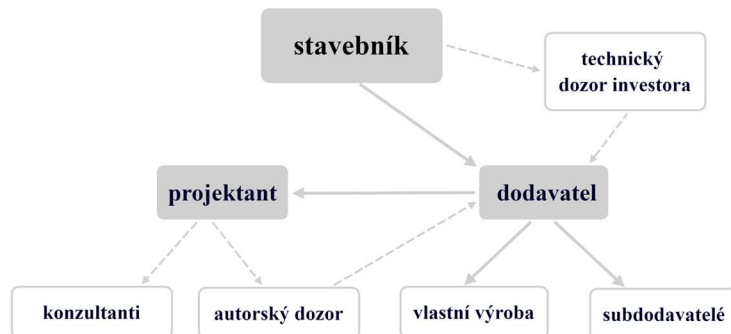 stavebník
technický
dozor investora
projektant
dodavatel
konzultanti
autorský dozor
vlastní výroba
subdodavatelé